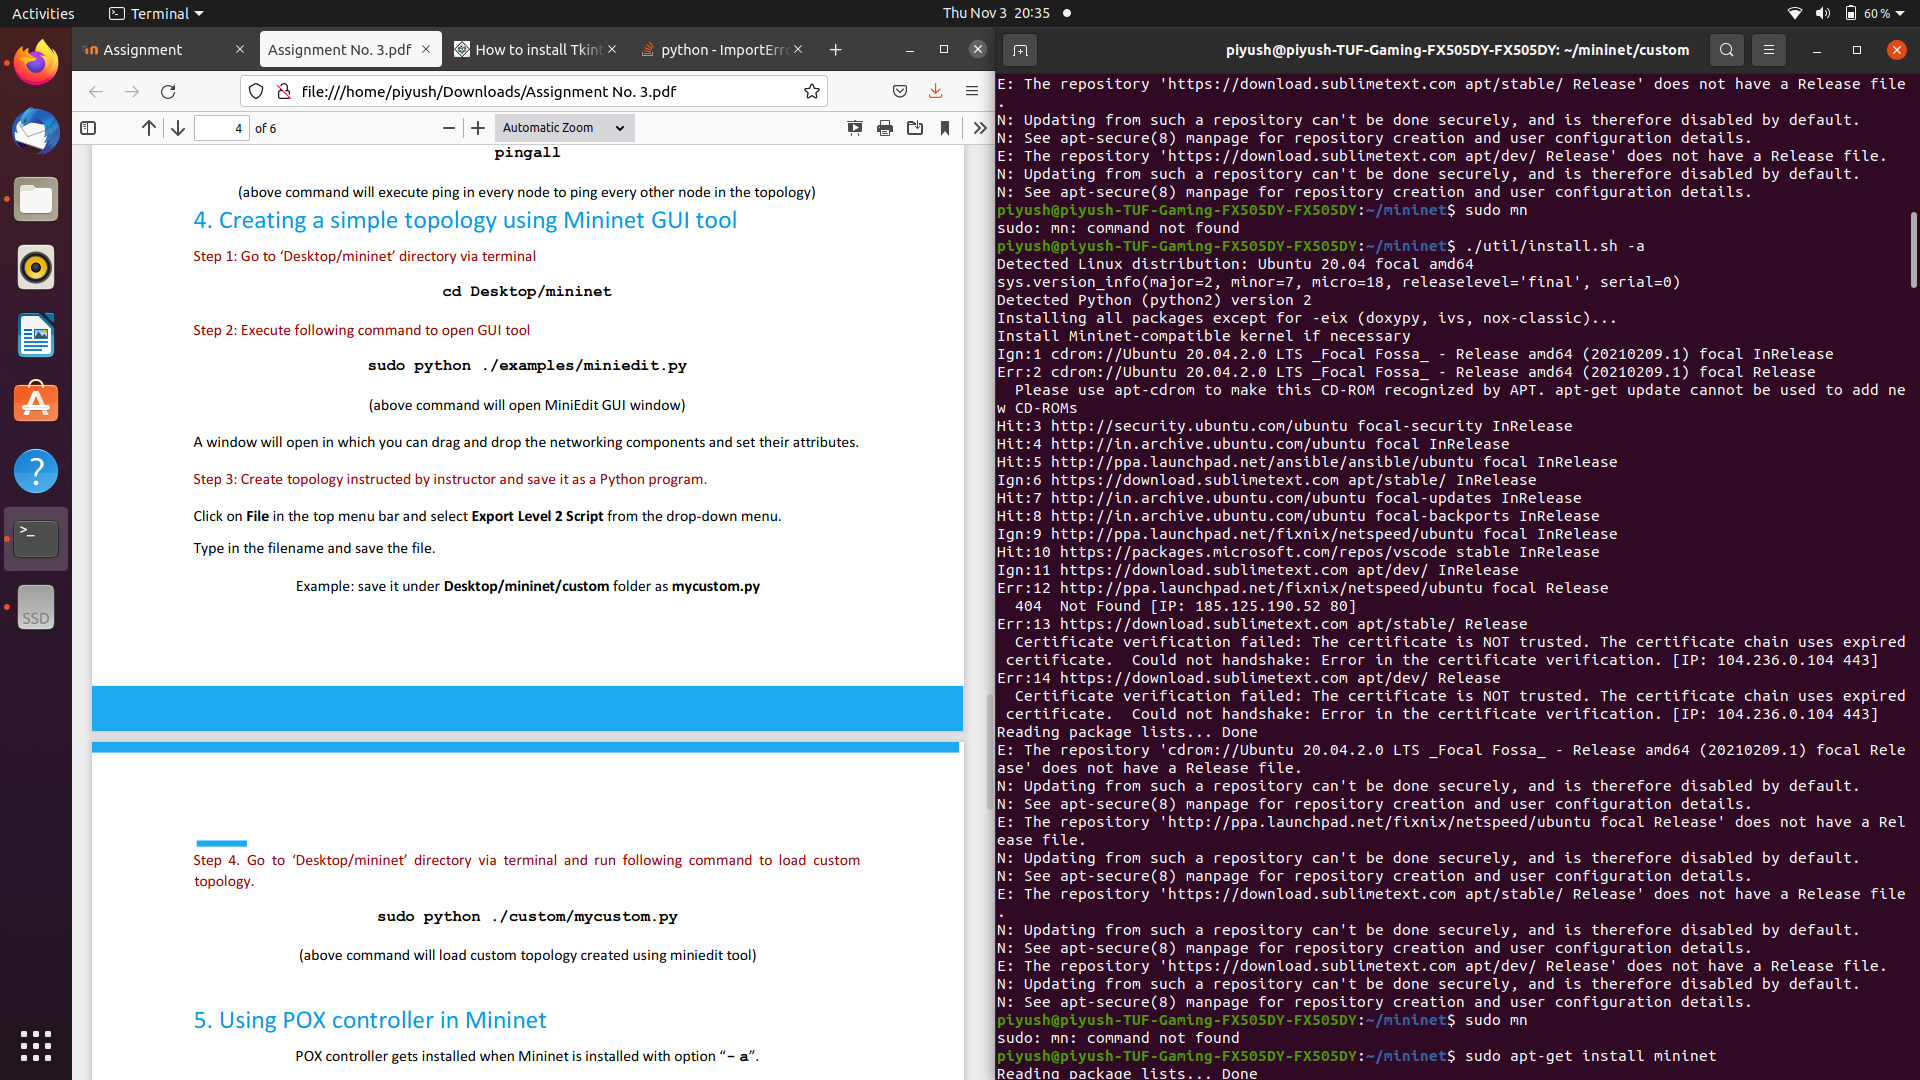 Activities
Terminal
Thu Nov 3 20:35
60 %
Assignment
Assignment No. 3.pdf
How to install Tkint
python - ImportErro
file:///home/piyush/Downloads/Assignment No. 3.pdf
4 of 6
Automatic Zoom
pingall
(above command will execute ping in every node to ping every other node in the topology)
4. Creating a simple topology using Mininet GUI tool
Step 1: Go to ‘Desktop/mininet’ directory via terminal
cd Desktop/mininet
Step 2: Execute following command to open GUI tool
sudo python ./examples/miniedit.py
(above command will open MiniEdit GUI window)
A window will open in which you can drag and drop the networking components and set their attributes.
Step 3: Create topology instructed by instructor and save it as a Python program.
Click on File in the top menu bar and select Export Level 2 Script from the drop-down menu.
Type in the filename and save the file.
Example: save it under Desktop/mininet/custom folder as mycustom.py
Step 4. Go to ‘Desktop/mininet’ directory via terminal and run following command to load custom
topology.
sudo python ./custom/mycustom.py
(above command will load custom topology created using miniedit tool)
5. Using POX controller in Mininet
POX controller gets installed when Mininet is installed with option “– a”.
SSD
piyush@piyush-TUF-Gaming-FX505DY-FX505DY: ~/mininet/custom
E: The repository 'https://download.sublimetext.com apt/stable/ Release' does not have a Release file
.
N: Updating from such a repository can't be done securely, and is therefore disabled by default.
N: See apt-secure(8) manpage for repository creation and user configuration details.
E: The repository 'https://download.sublimetext.com apt/dev/ Release' does not have a Release file.
N: Updating from such a repository can't be done securely, and is therefore disabled by default.
N: See apt-secure(8) manpage for repository creation and user configuration details.
piyush@piyush-TUF-Gaming-FX505DY-FX505DY:~/mininet$ sudo mn
sudo: mn: command not found
piyush@piyush-TUF-Gaming-FX505DY-FX505DY:~/mininet$ ./util/install.sh -a
Detected Linux distribution: Ubuntu 20.04 focal amd64
sys.version_info(major=2, minor=7, micro=18, releaselevel='final', serial=0)
Detected Python (python2) version 2
Installing all packages except for -eix (doxypy, ivs, nox-classic)...
Install Mininet-compatible kernel if necessary
Ign:1 cdrom://Ubuntu 20.04.2.0 LTS _Focal Fossa_ - Release amd64 (20210209.1) focal InRelease
Err:2 cdrom://Ubuntu 20.04.2.0 LTS _Focal Fossa_ - Release amd64 (20210209.1) focal Release
Please use apt-cdrom to make this CD-ROM recognized by APT. apt-get update cannot be used to add ne
w CD-ROMs
Hit:3 http://security.ubuntu.com/ubuntu focal-security InRelease
Hit:4 http://in.archive.ubuntu.com/ubuntu focal InRelease
Hit:5 http://ppa.launchpad.net/ansible/ansible/ubuntu focal InRelease
Ign:6 https://download.sublimetext.com apt/stable/ InRelease
Hit:7 http://in.archive.ubuntu.com/ubuntu focal-updates InRelease
Hit:8 http://in.archive.ubuntu.com/ubuntu focal-backports InRelease
Ign:9 http://ppa.launchpad.net/fixnix/netspeed/ubuntu focal InRelease
Hit:10 https://packages.microsoft.com/repos/vscode stable InRelease
Ign:11 https://download.sublimetext.com apt/dev/ InRelease
Err:12 http://ppa.launchpad.net/fixnix/netspeed/ubuntu focal Release
404  Not Found [IP: 185.125.190.52 80]
Err:13 https://download.sublimetext.com apt/stable/ Release
Certificate verification failed: The certificate is NOT trusted. The certificate chain uses expired
certificate.  Could not handshake: Error in the certificate verification. [IP: 104.236.0.104 443]
Err:14 https://download.sublimetext.com apt/dev/ Release
Certificate verification failed: The certificate is NOT trusted. The certificate chain uses expired
certificate.  Could not handshake: Error in the certificate verification. [IP: 104.236.0.104 443]
Reading package lists... Done
E: The repository 'cdrom://Ubuntu 20.04.2.0 LTS _Focal Fossa_ - Release amd64 (20210209.1) focal Rele
ase' does not have a Release file.
N: Updating from such a repository can't be done securely, and is therefore disabled by default.
N: See apt-secure(8) manpage for repository creation and user configuration details.
E: The repository 'http://ppa.launchpad.net/fixnix/netspeed/ubuntu focal Release' does not have a Rel
ease file.
N: Updating from such a repository can't be done securely, and is therefore disabled by default.
N: See apt-secure(8) manpage for repository creation and user configuration details.
E: The repository 'https://download.sublimetext.com apt/stable/ Release' does not have a Release file
.
N: Updating from such a repository can't be done securely, and is therefore disabled by default.
N: See apt-secure(8) manpage for repository creation and user configuration details.
E: The repository 'https://download.sublimetext.com apt/dev/ Release' does not have a Release file.
N: Updating from such a repository can't be done securely, and is therefore disabled by default.
N: See apt-secure(8) manpage for repository creation and user configuration details.
piyush@piyush-TUF-Gaming-FX505DY-FX505DY:~/mininet$ sudo mn
sudo: mn: command not found
piyush@piyush-TUF-Gaming-FX505DY-FX505DY:~/mininet$ sudo apt-get install mininet
Reading package lists... Done